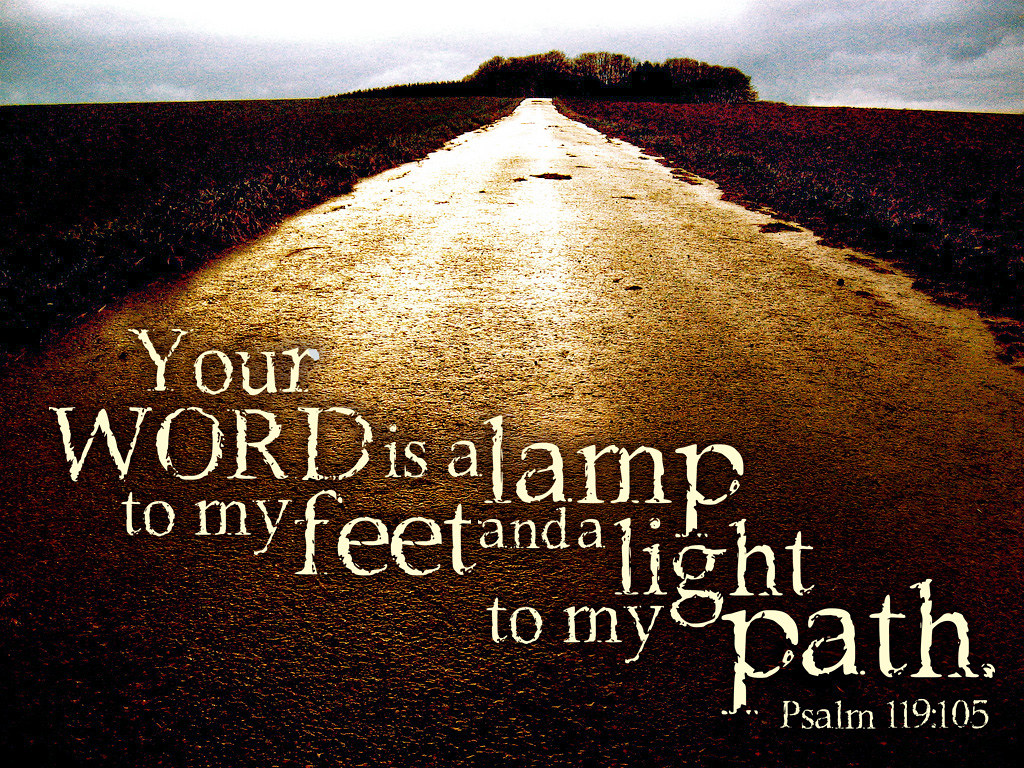 Your
WORD is a lamp
to my feet and a light
to my path.
Psalm 119:105